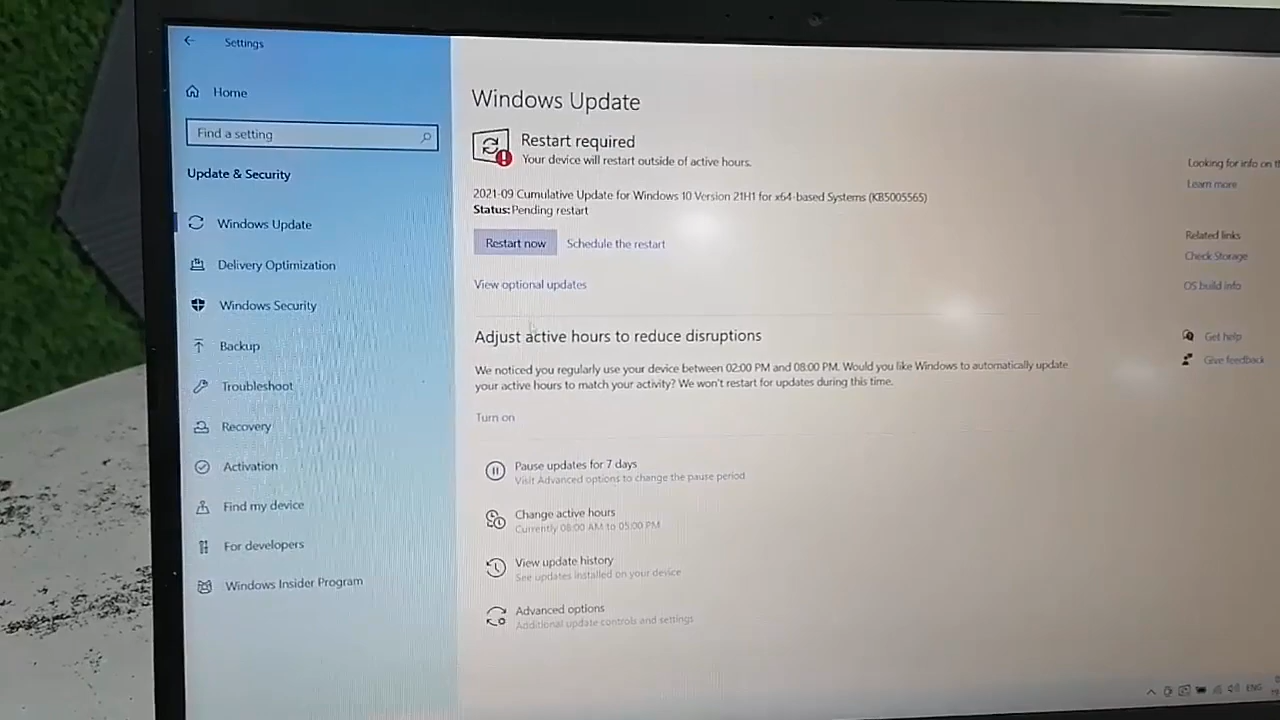 Settings
Home
Find a setting
Update & Security
Windows Update
Delivery Optimization
Windows Security
Backup
Troubleshoot
Recovery
Activation
Find my device
For developers
Windows Insider Program
Windows Update
Restart required
Your device will restart outside of active hours.
2021-09 Cumulative Update for Windows 10 Version 21H1 for x64-based Systems (KB5005565)
Status: Pending restart
Restart now Schedule the restart
View optional updates
Adjust active hours to reduce disruptions
We noticed you regularly use your device between 02:00 PM and 08:00 PM. Would you like Windows to automatically update
your active hours to match your activity? We won't restart for updates during this time.
Turn on
Pause updates for 7 days
Visit Advanced options to change the pause period
Change active hours
Currently 08:00 AM to 05:00 PM
View update history
See updates installed on your device
Advanced options
Additional update controls and settings
Looking for info on
Learn more
Related links
Check Storage
OS build info
Get help
Give feedback
ENG